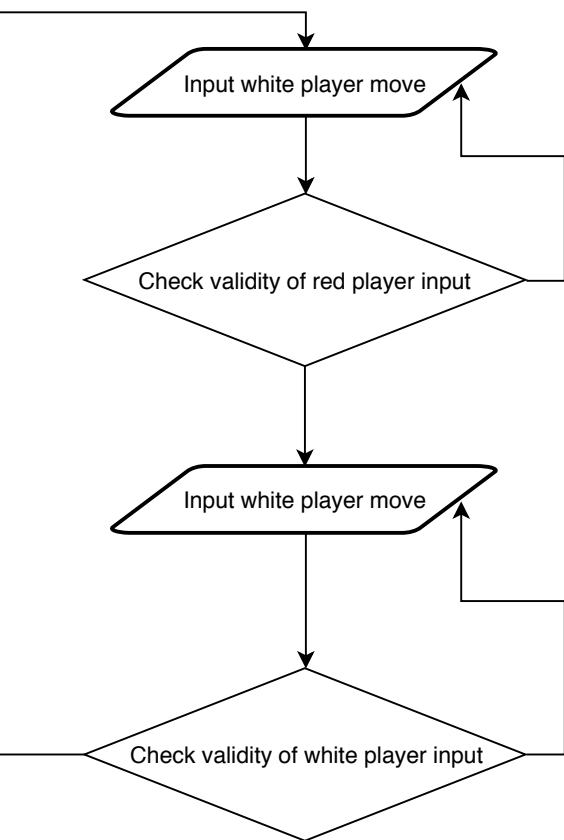 Input white player move
Check validity of red player input
Input white player move
Check validity of white player input